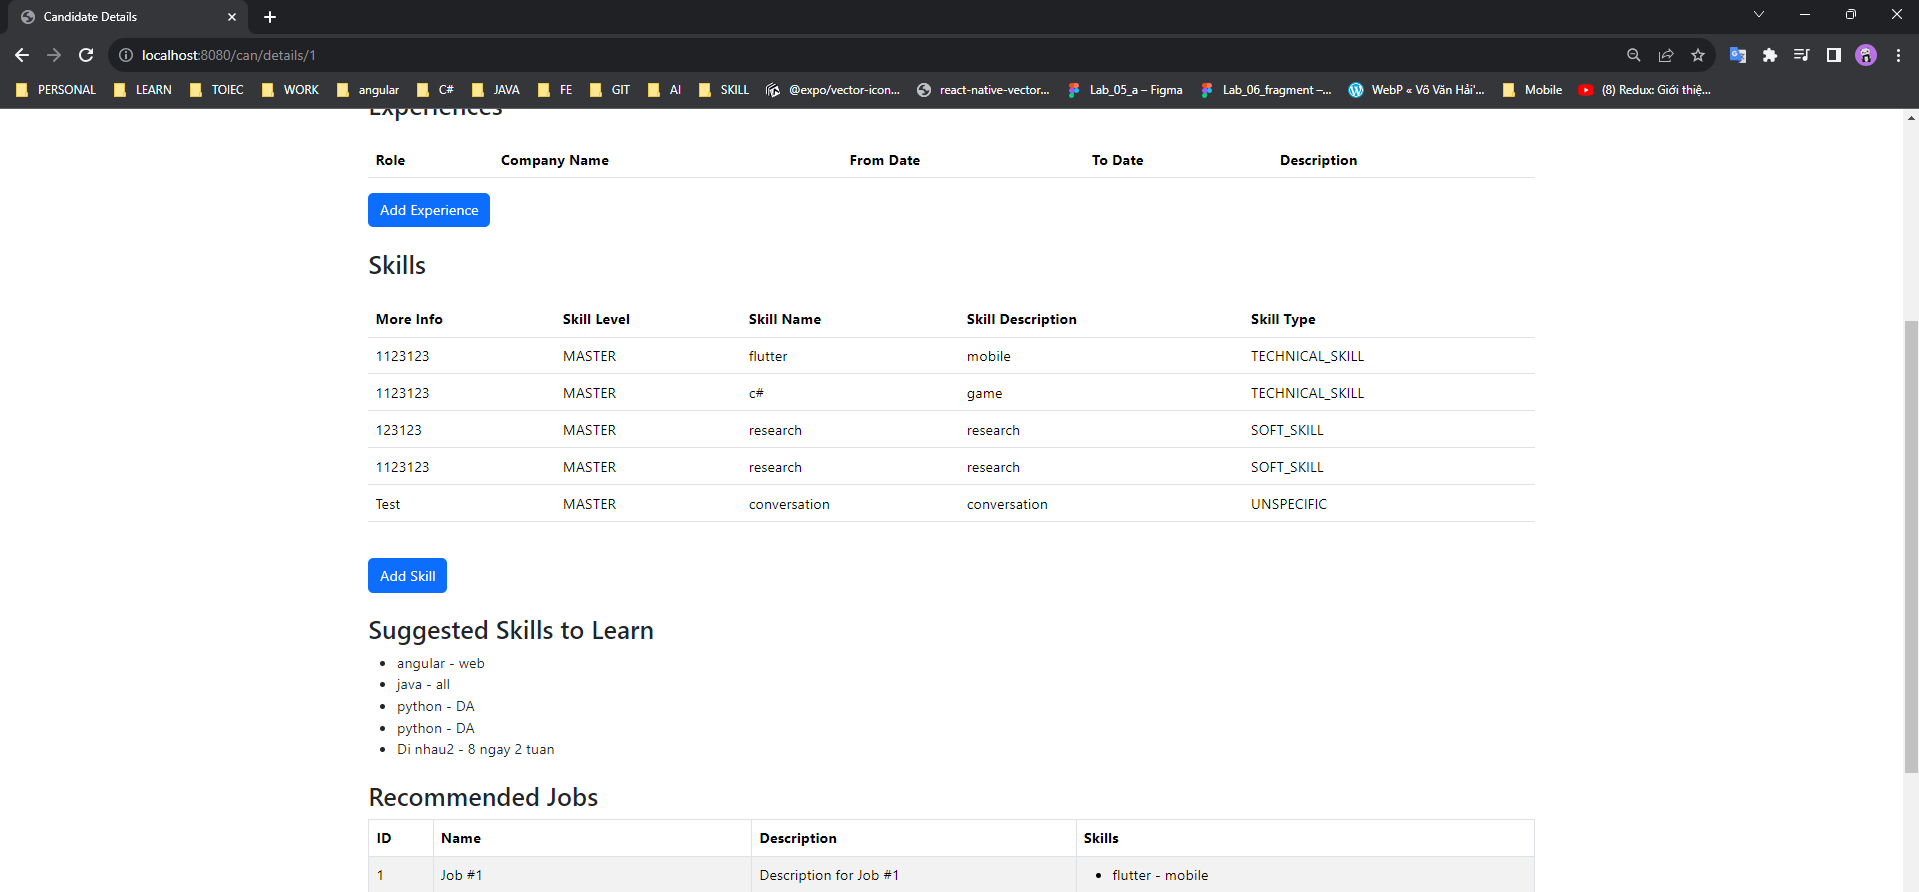 Candidate Details
localhost:8080/can/details/1
PERSONAL LEARN TOIEC WORK angular C# JAVA FE GIT AI SKILL @expo/vector-icon... react-native-vector... Lab_05_a – Figma Lab_06_fragment –... WebP « Võ Văn Hải'... Mobile (8) Redux: Giới thiệ...
Experiences
Role Company Name From Date To Date Description
Add Experience
Skills
More Info Skill Level Skill Name Skill Description Skill Type
1123123 MASTER flutter mobile TECHNICAL_SKILL
1123123 MASTER c# game TECHNICAL_SKILL
123123 MASTER research research SOFT_SKILL
1123123 MASTER research research SOFT_SKILL
Test MASTER conversation conversation UNSPECIFIC
Add Skill
Suggested Skills to Learn
• angular - web
• java - all
• python - DA
• python - DA
• Di nhau2 - 8 ngay 2 tuan
Recommended Jobs
ID Name Description Skills
1 Job #1 Description for Job #1 • flutter - mobile